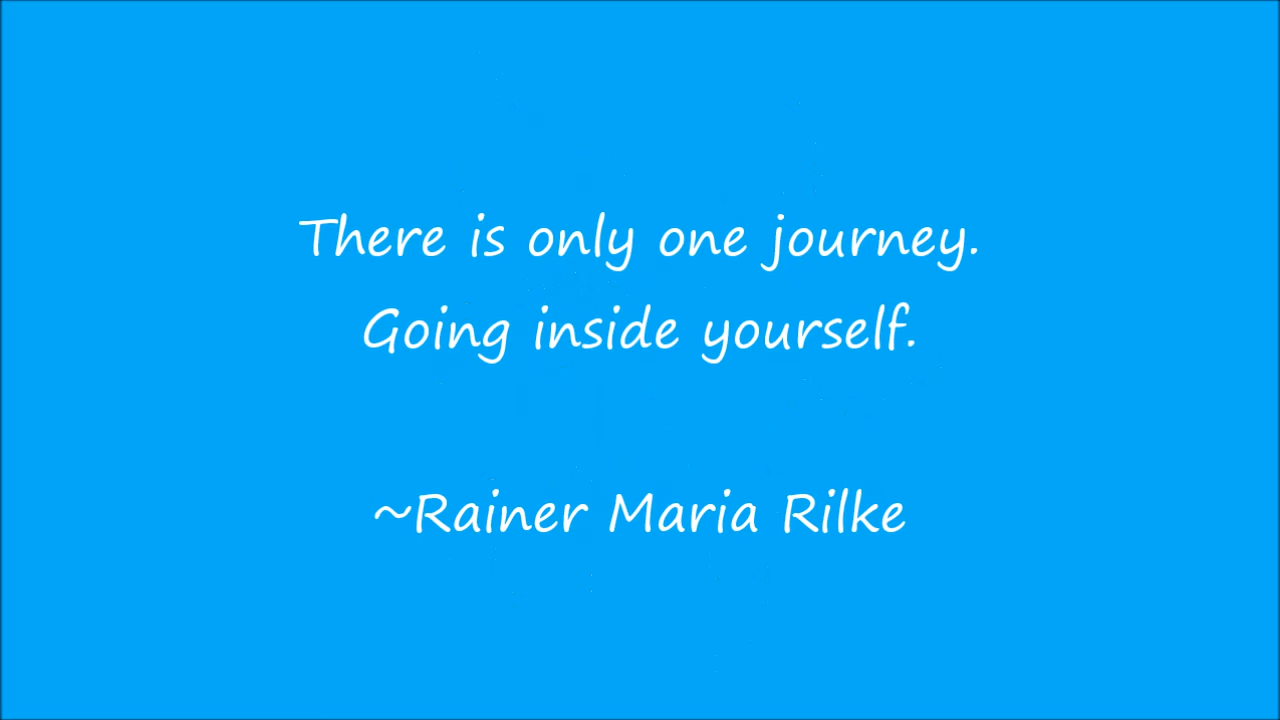 There is only one journey.
Going inside yourself.
~Rainer Maria Rilke